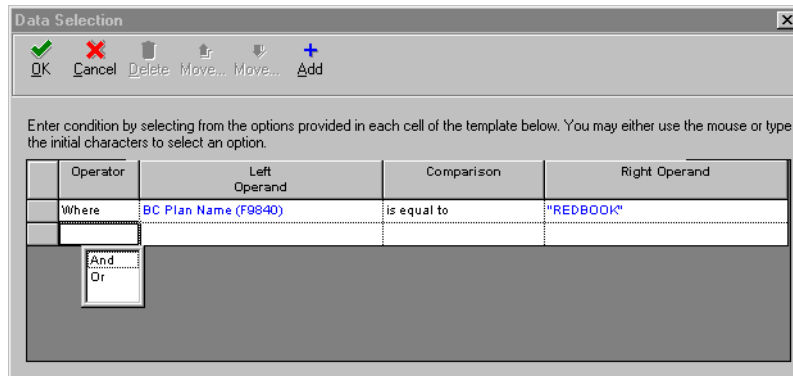 Data Selection
OK Cancel Delete Move... Move... Add
Enter condition by selecting from the options provided in each cell of the template below. You may either use the mouse or type
the initial characters to select an option.
Operator Left Operand Comparison Right Operand
Where BC Plan Name (F9840) is equal to "REDBOOK"
And
Or